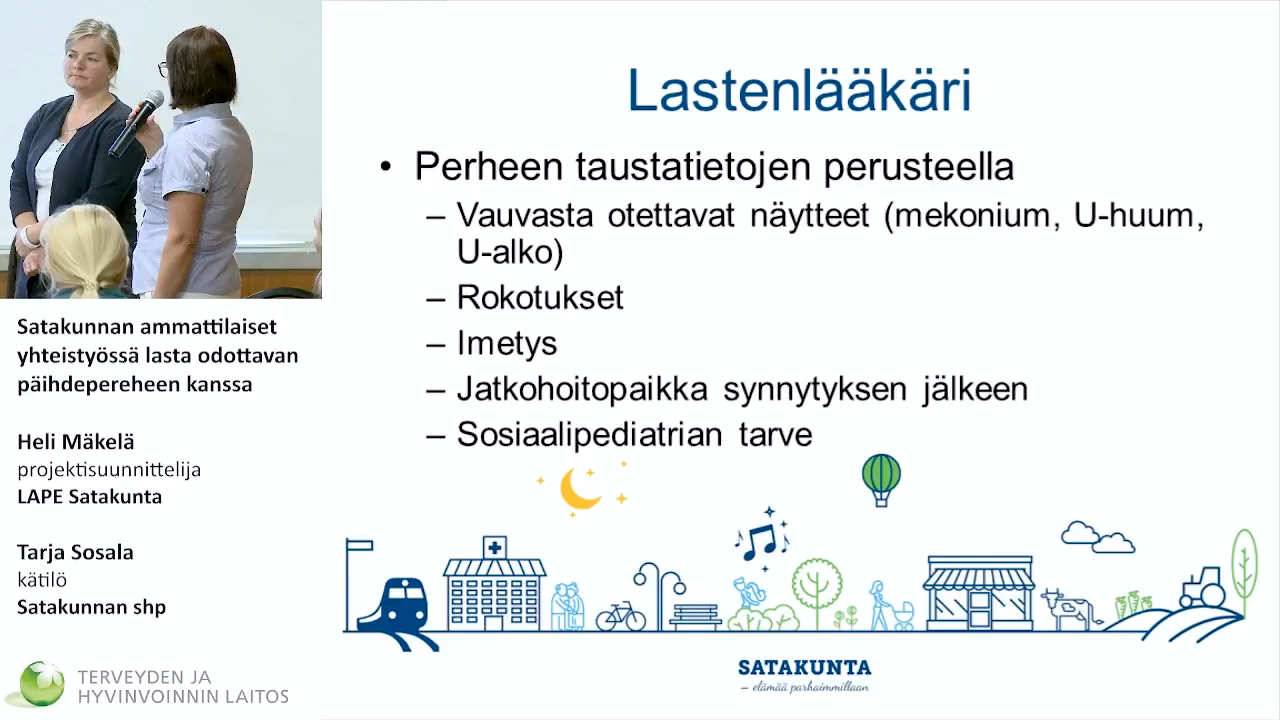 Satakunnan ammattilaiset
yhteistyössä lasta odottavan
päihdepereheen kanssa
Heli Mäkelä
projektisuunnittelija
LAPE Satakunta
Tarja Sosala
kätilö
Satakunnan shp
TERVEYDEN JA
HYVINVOINNIN LAITOS
Lastenlääkäri
• Perheen taustatietojen perusteella
– Vauvasta otettavat näytteet (mekonium, U-huum,
U-alko)
– Rokotukset
– Imetys
– Jatkohoitopaikka synnytyksen jälkeen
– Sosiaalipediatrian tarve
SATAKUNTA
– elämää parhaimmillaan